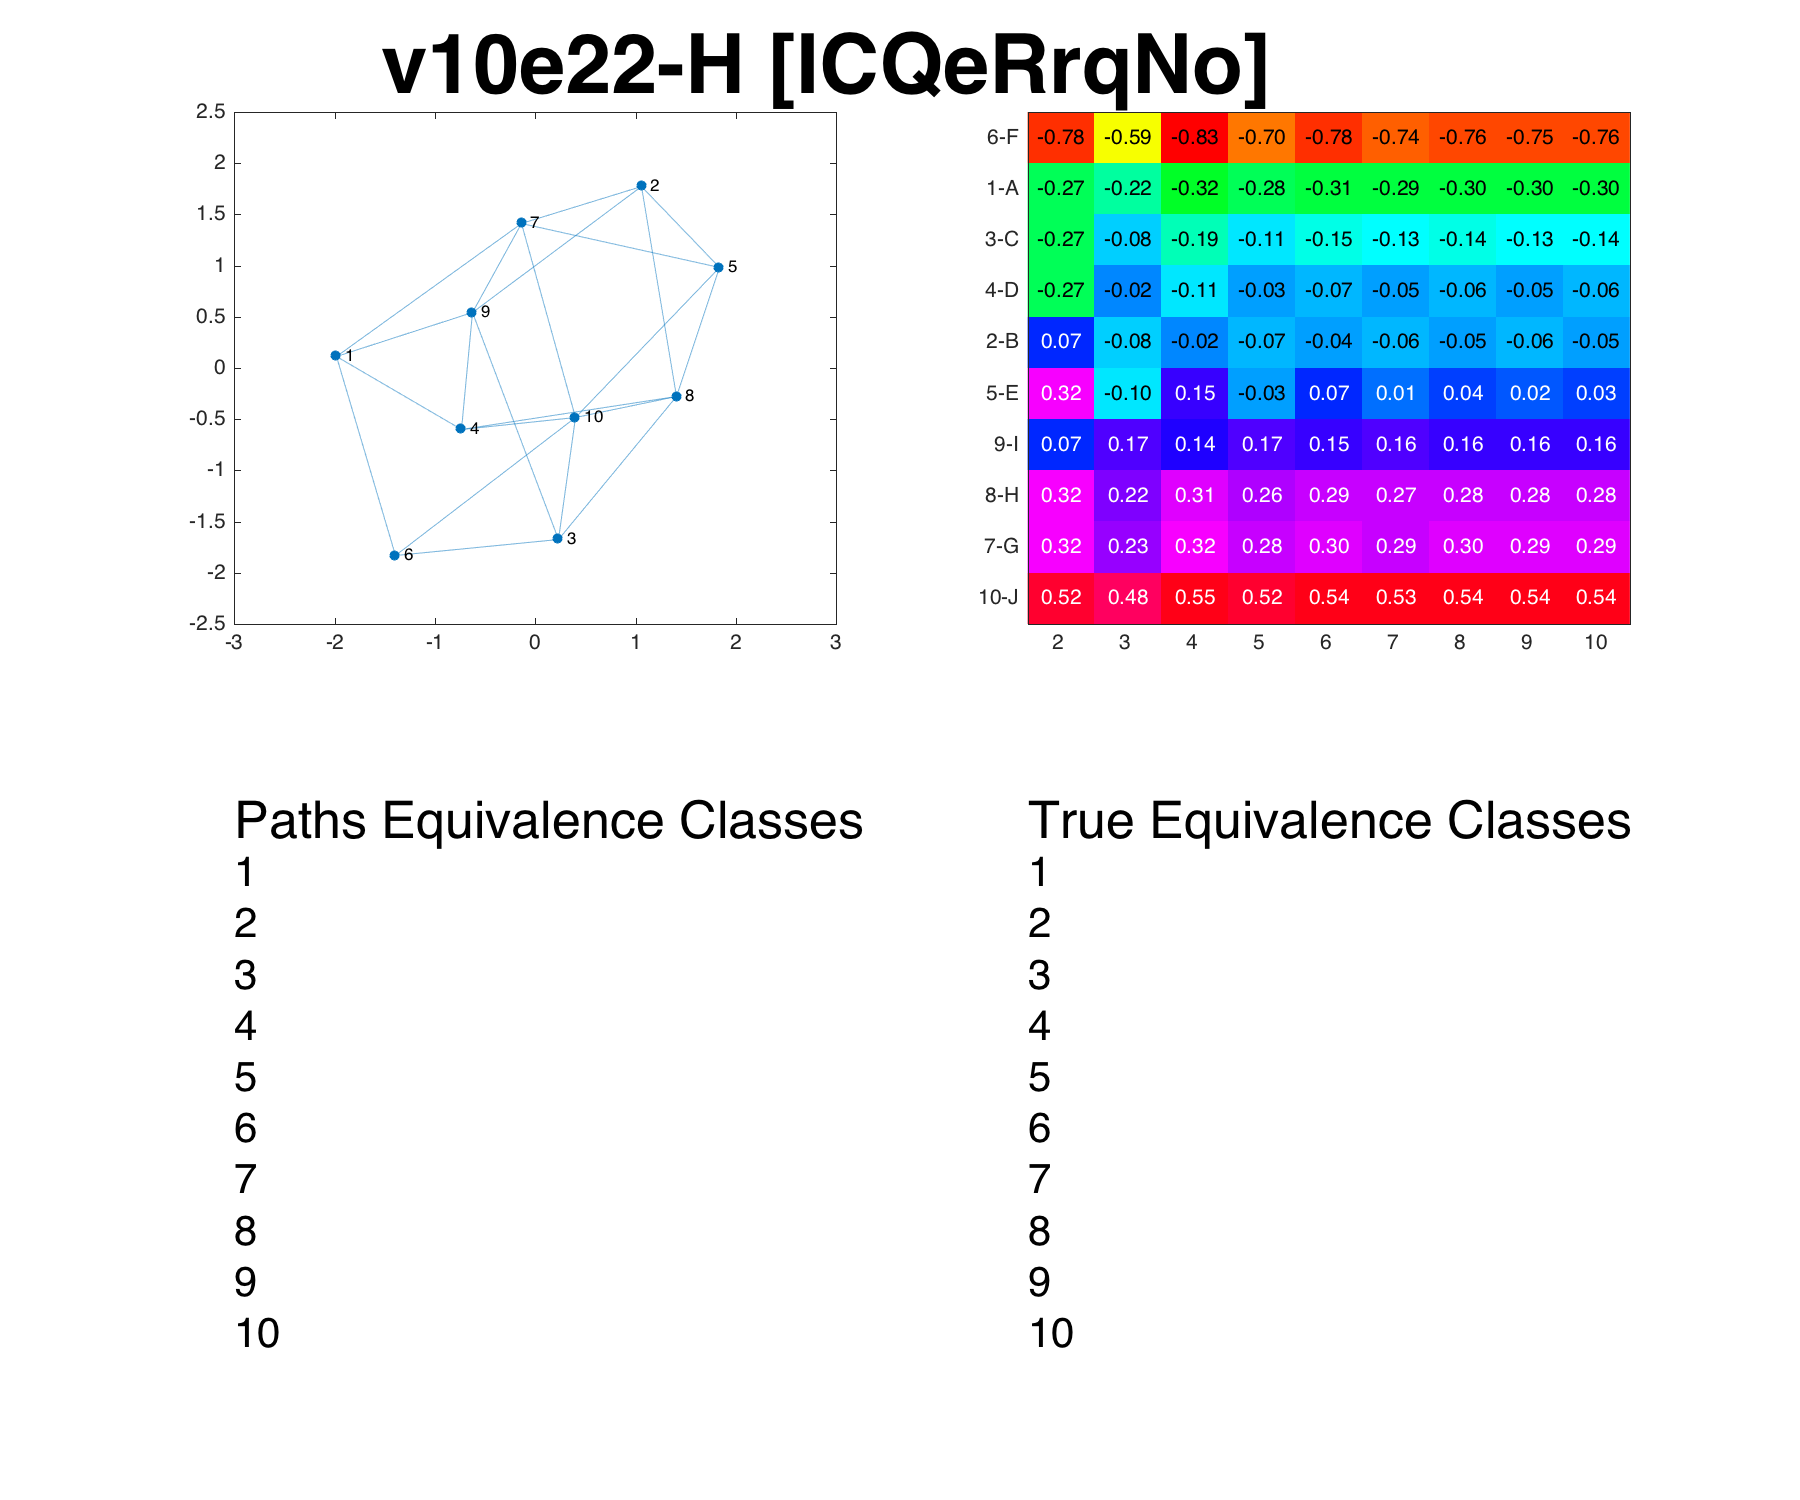 v10e22-H [ICQeRrqNo]
2.5
2
1.5
1
0.5
0
-0.5
-1
-1.5
-2
-2.5
-3 -2 -1 0 1 2 3
2
7
5
9
1
8
10
4
3
6
6-F -0.78 -0.59 -0.83 -0.70 -0.78 -0.74 -0.76 -0.75 -0.76
1-A -0.27 -0.22 -0.32 -0.28 -0.31 -0.29 -0.30 -0.30 -0.30
3-C -0.27 -0.08 -0.19 -0.11 -0.15 -0.13 -0.14 -0.13 -0.14
4-D -0.27 -0.02 -0.11 -0.03 -0.07 -0.05 -0.06 -0.05 -0.06
2-B 0.07 -0.08 -0.02 -0.07 -0.04 -0.06 -0.05 -0.06 -0.05
5-E 0.32 -0.10 0.15 -0.03 0.07 0.01 0.04 0.02 0.03
9-I 0.07 0.17 0.14 0.17 0.15 0.16 0.16 0.16 0.16
8-H 0.32 0.22 0.31 0.26 0.29 0.27 0.28 0.28 0.28
7-G 0.32 0.23 0.32 0.28 0.30 0.29 0.30 0.29 0.29
10-J 0.52 0.48 0.55 0.52 0.54 0.53 0.54 0.54 0.54
2 3 4 5 6 7 8 9 10
Paths Equivalence Classes
1
2
3
4
5
6
7
8
9
10
True Equivalence Classes
1
2
3
4
5
6
7
8
9
10